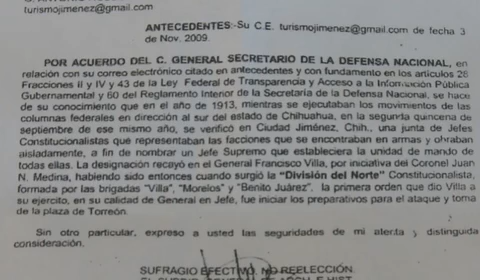 turismojimenez@gmail.com
ANTECEDENTES:-Su C.E. turismojimenez@gmail.com de fecha 3
de Nov. 2009.
POR ACUERDO DEL C. GENERAL SECRETARIO DE LA DEFENSA NACIONAL, en
relación con su correo electrónico citado en antecedentes y con fundamento en los artículos 28
Fracciones II y IV y 43 de la Ley Federal de Transparencia y Acceso a la Información Pública
Gubernamental y 60 del Reglamento Interior de la Secretaría de la Defensa Nacional, se hace
de su conocimiento que en el año de 1913, mientras se ejecutaban los movimientos de las
columnas federales en dirección al sur del estado de Chihuahua, en la segunda quincena de
septiembre de ese mismo año, se verificó en Ciudad Jiménez, Chih., una junta de Jefes
Constitucionalistas que representaban las facciones que se encontraban en armas y obraban
aisladamente, a fin de nombrar un Jefe Supremo que estableciera la unidad de mando de
todas ellas. La designación recayó en el General Francisco Villa, por iniciativa del Coronel Juan
N. Medina, habiendo sido entonces cuando surgió la "División del Norte" Constitucionalista,
formada por las brigadas "Villa", "Morelos" y "Benito Juárez". la primera orden que dio Villa a
su ejercito, en su calidad de General en Jefe, fue iniciar los preparativos para el ataque y toma
de la plaza de Torreón.
Sin otro particular, expreso a usted las seguridades de mi atenta y distinguida
consideración.
SUFRAGIO EFECTIVO. NO REELECCIÓN.